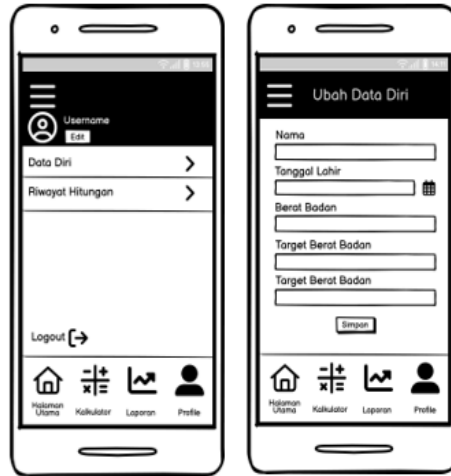 Username
Edit
Data Diri
Riwayat Hitungan
Logout
Halaman
Utama
Kalkulator
Laporan
Profile
Ubah Data Diri
Nama
Tanggal Lahir
Berat Badan
Target Berat Badan
Target Berat Badan
Simpan
Halaman
Utama
Kalkulator
Laporan
Profile